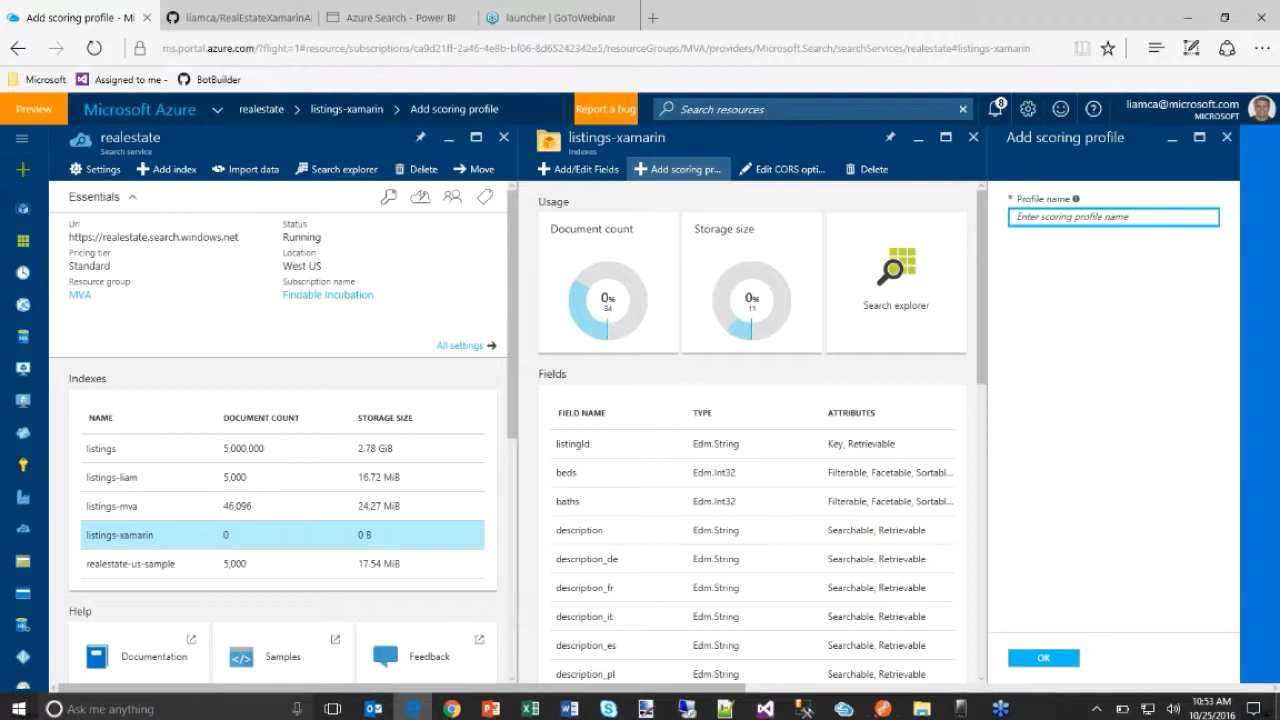 Add scoring profile - Mi
liamca/RealEstateXamarinA
Azure Search - Power BI
launcher | GoToWebinar
ms.portal.azure.com/?flight=1#resource/subscriptions/ca9d21ff-2a46-4e8b-bf06-8d65242342e5/resourceGroups/MVA/providers/Microsoft.Search/searchServices/realestate#listings-xamarin
Microsoft
Assigned to me -
BotBuilder
Preview
Microsoft Azure
realestate
listings-xamarin
Add scoring profile
Report a bug
Search resources
8
liamca@microsoft.com
MICROSOFT
realestate
Search service
Settings
Add index
Import data
Search explorer
Delete
Move
Essentials
Url
https://realestate.search.windows.net
Pricing tier
Standard
Resource group
MVA
Status
Running
Location
West US
Subscription name
Findable Incubation
All settings
Indexes
NAME DOCUMENT COUNT STORAGE SIZE
listings 5,000,000 2.78 GiB
listings-liam 5,000 16.72 MiB
listings-mva 46,096 24.27 MiB
listings-xamarin 0 0 B
realestate-us-sample 5,000 17.54 MiB
Help
Documentation
Samples
Feedback
listings-xamarin
Indexes
Add/Edit Fields
Add scoring pr...
Edit CORS opti...
Delete
Usage
Document count
0%
34
Storage size
0%
11
Search explorer
Fields
FIELD NAME TYPE ATTRIBUTES
listingId Edm.String Key, Retrievable
beds Edm.Int32 Filterable, Facetable, Sortabl...
baths Edm.Int32 Filterable, Facetable, Sortabl...
description Edm.String Searchable, Retrievable
description_de Edm.String Searchable, Retrievable
description_fr Edm.String Searchable, Retrievable
description_it Edm.String Searchable, Retrievable
description_es Edm.String Searchable, Retrievable
description_pl Edm.String Searchable, Retrievable
Add scoring profile
* Profile name
Enter scoring profile name
OK
Ask me anything
10:53 AM
10/25/2016